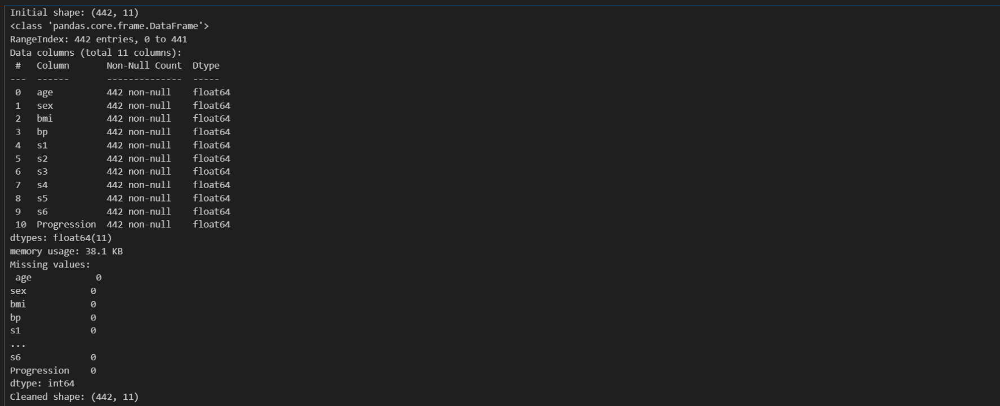 Initial shape: (442, 11)
<class 'pandas.core.frame.DataFrame'>
RangeIndex: 442 entries, 0 to 441
Data columns (total 11 columns):
 #   Column       Non-Null Count  Dtype
---  ------       --------------  -----
 0   age          442 non-null    float64
 1   sex          442 non-null    float64
 2   bmi          442 non-null    float64
 3   bp           442 non-null    float64
 4   s1           442 non-null    float64
 5   s2           442 non-null    float64
 6   s3           442 non-null    float64
 7   s4           442 non-null    float64
 8   s5           442 non-null    float64
 9   s6           442 non-null    float64
 10  Progression  442 non-null    float64
dtypes: float64(11)
memory usage: 38.1 KB
Missing values:
 age            0
sex            0
bmi            0
bp             0
s1             0
...
s6             0
Progression    0
dtype: int64
Cleaned shape: (442, 11)